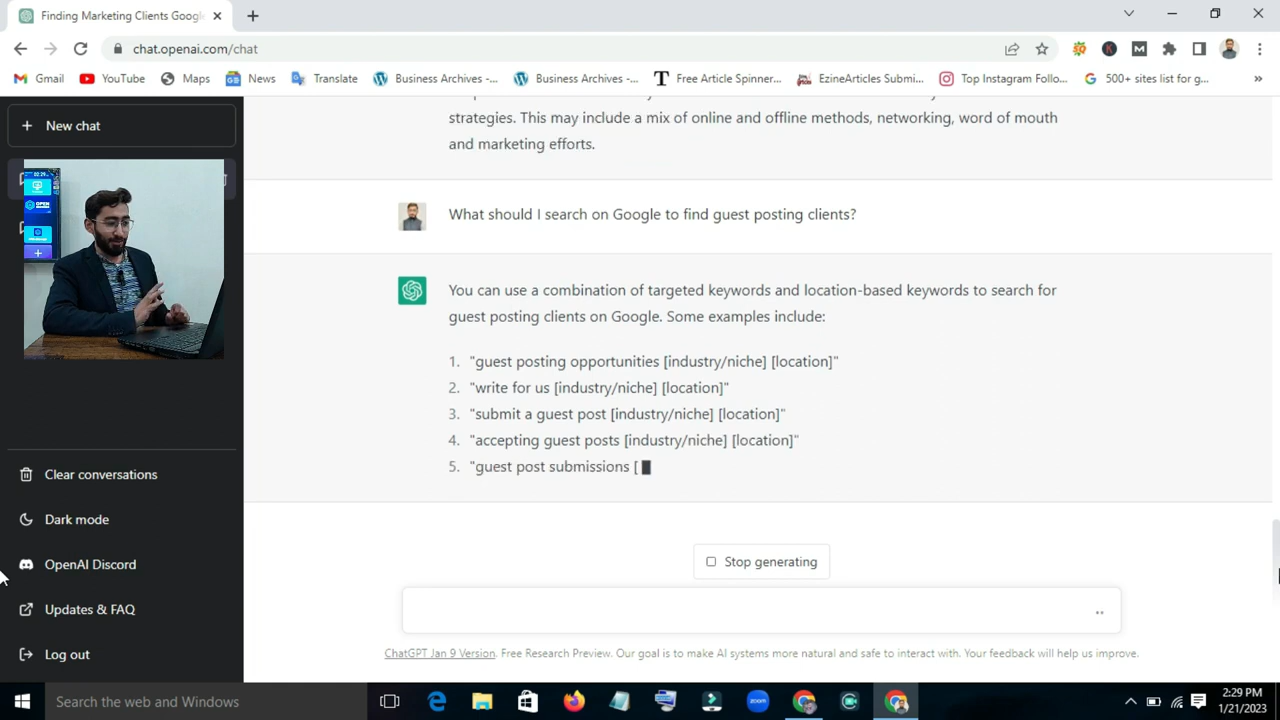 Finding Marketing Clients Google
chat.openai.com/chat
Gmail
YouTube
Maps
News
Translate
Business Archives -...
Business Archives -...
Free Article Spinner...
EzineArticles Submi...
Top Instagram Follo...
500+ sites list for g...
New chat
strategies. This may include a mix of online and offline methods, networking, word of mouth
and marketing efforts.
What should I search on Google to find guest posting clients?
You can use a combination of targeted keywords and location-based keywords to search for
guest posting clients on Google. Some examples include:
1. "guest posting opportunities [industry/niche] [location]"
2. "write for us [industry/niche] [location]"
3. "submit a guest post [industry/niche] [location]"
4. "accepting guest posts [industry/niche] [location]"
5. "guest post submissions [
Clear conversations
Dark mode
OpenAI Discord
Updates & FAQ
Log out
Stop generating
ChatGPT Jan 9 Version. Free Research Preview. Our goal is to make AI systems more natural and safe to interact with. Your feedback will help us improve.
Search the web and Windows
zoom
2:29 PM
1/21/2023